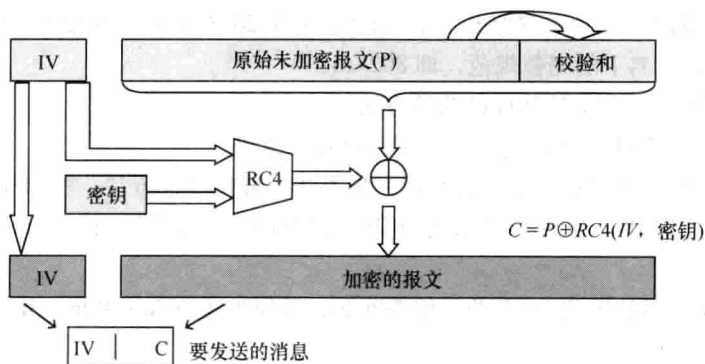 IV
原始未加密报文(P)
校验和
RC4
密钥
C = P⊕RC4(IV，密钥)
IV
加密的报文
IV | C
要发送的消息